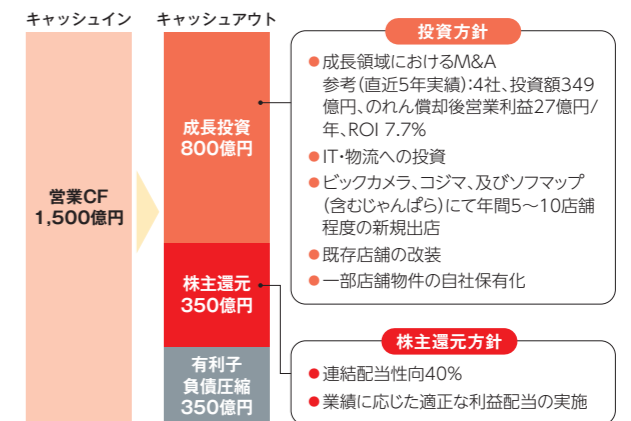 キャッシュイン
キャッシュアウト
営業CF
1,500億円
成長投資
800億円
株主還元
350億円
有利子
負債圧縮
350億円
投資方針
●成長領域におけるM&A
参考(直近5年実績):4社、投資額349
億円、のれん償却後営業利益27億円/
年、ROI 7.7%
●IT・物流への投資
●ビックカメラ、コジマ、及びソフマップ
(含むじゃんぱら)にて年間5〜10店舗
程度の新規出店
●既存店舗の改装
●一部店舗物件の自社保有化
株主還元方針
●連結配当性向40%
●業績に応じた適正な利益配当の実施